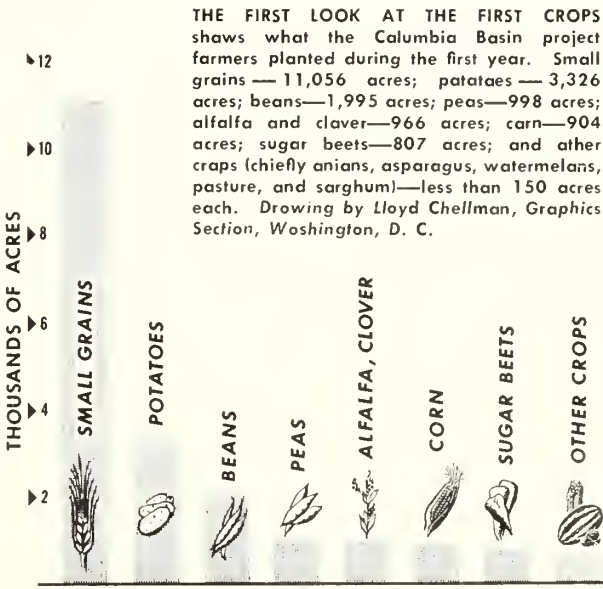 THE FIRST LOOK AT THE FIRST CROPS
shaws what the Calumbia Basin project
farmers planted during the first year. Small
grains — 11,056 acres; patataes — 3,326
acres; beans—1,995 acres; peas—998 acres;
alfalfa and claver—966 acres; carn—904
acres; sugar beets—807 acres; and other
craps (chiefly anians, asparagus, watermelans,
pasture, and sarghum)—less than 150 acres
each. Drowing by Lloyd Chellman, Graphics
Section, Woshington, D. C.
THOUSANDS OF ACRES
12
10
8
6
4
2
SMALL GRAINS
POTATOES
BEANS
PEAS
ALFALFA, CLOVER
CORN
SUGAR BEETS
OTHER CROPS